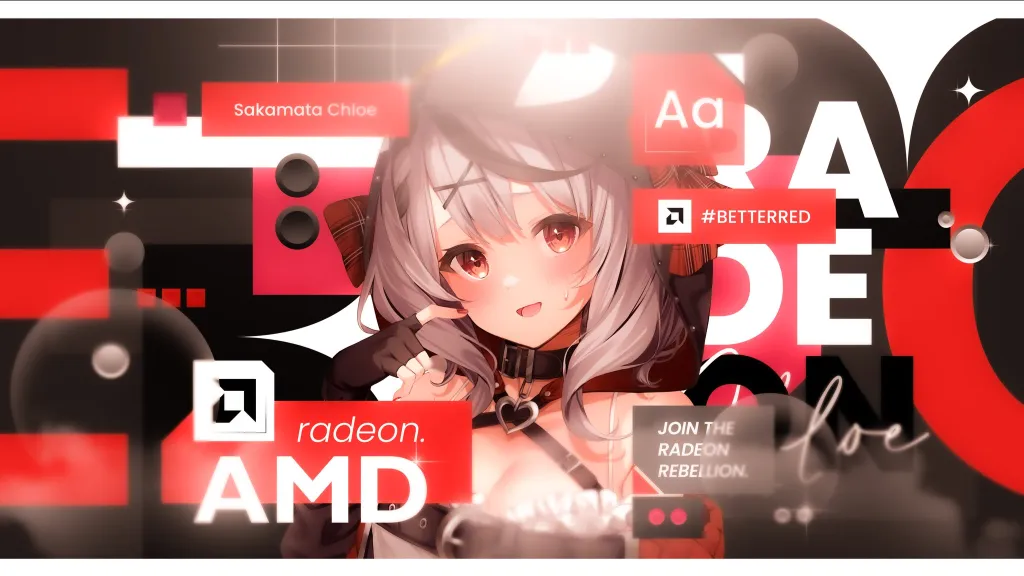 Sakamata Chloe
Aa
RA
DE
ON
#BETTERRED
radeon.
AMD
JOIN THE
RADEON
REBELLION.